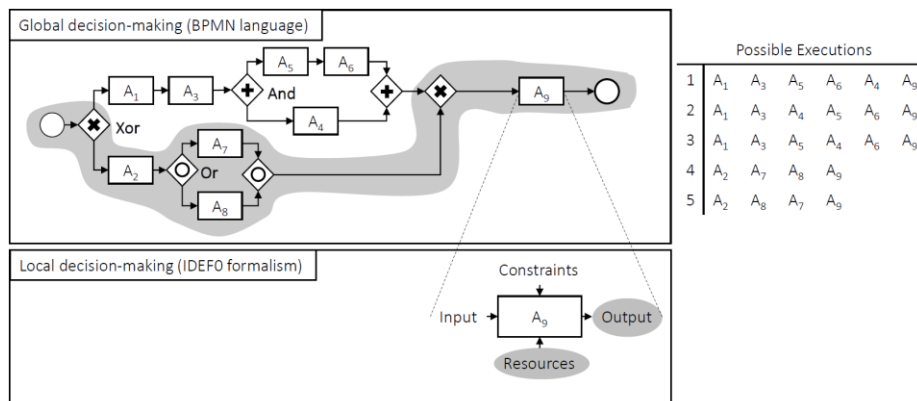 Global decision-making (BPMN language)
A5 A6
A1 A3
And
A4
Xor
A7
A2
Or
A8
A9
Possible Executions
1 A1 A3 A5 A6 A4 A9
2 A1 A3 A4 A5 A6 A9
3 A1 A3 A5 A4 A6 A9
4 A2 A7 A8 A9
5 A2 A8 A7 A9
Local decision-making (IDEF0 formalism)
Constraints
Input A9 Output
Resources